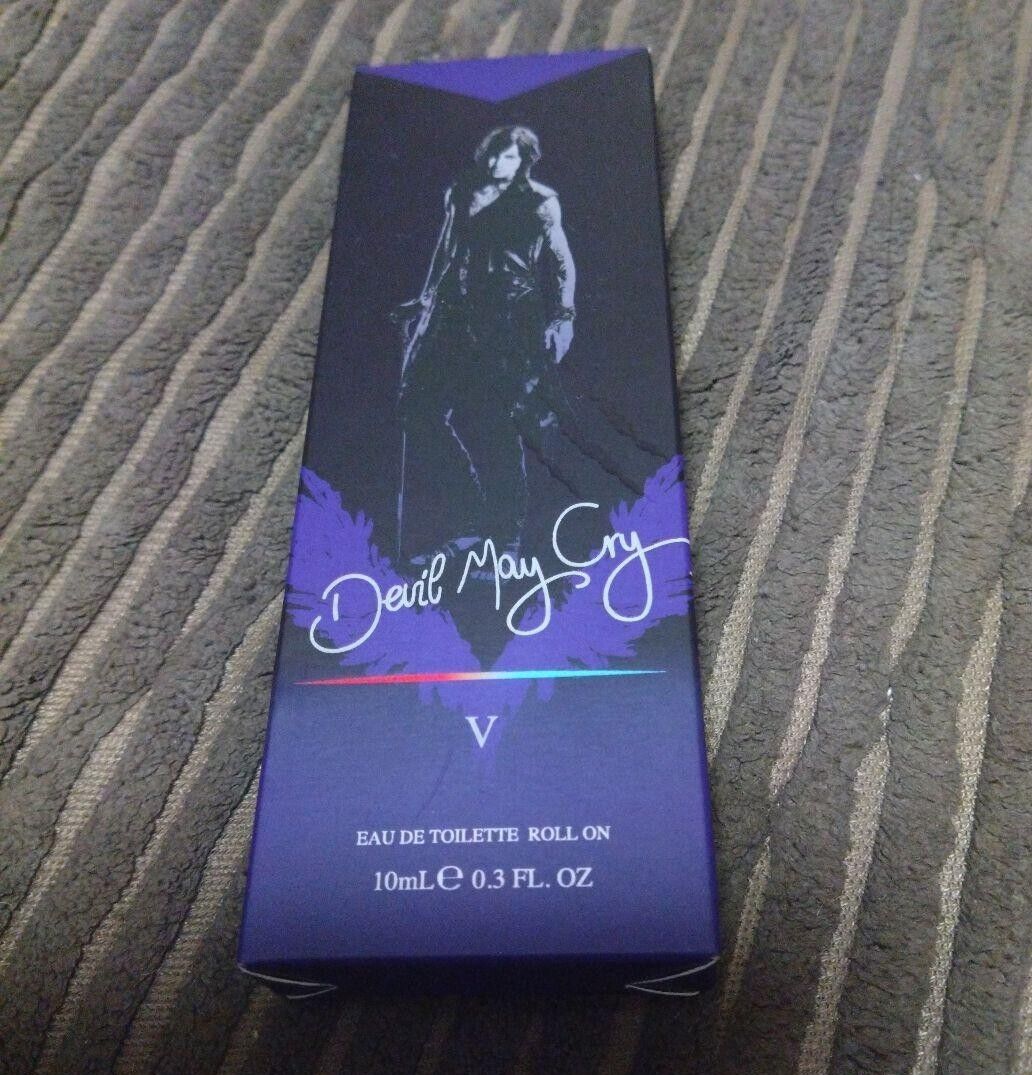 Devil May Cry
V
EAU DE TOILETTE ROLL ON
10mL℮ 0.3 FL. OZ